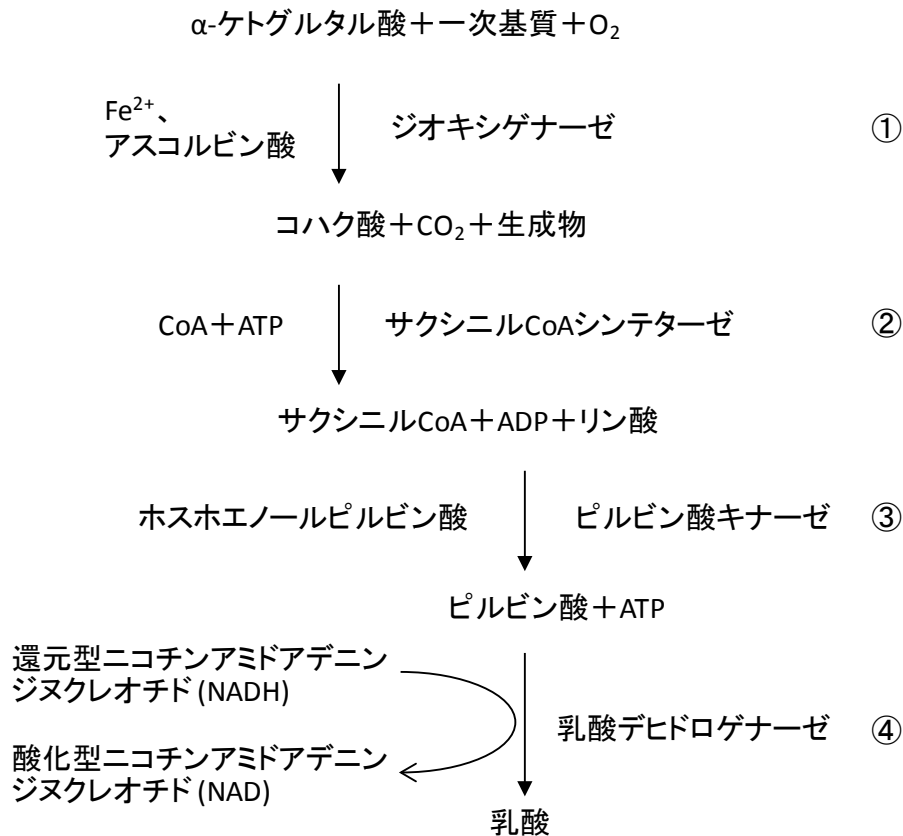 α-ケトグルタル酸＋一次基質＋O₂
Fe²⁺、
アスコルビン酸
ジオキシゲナーゼ
①
コハク酸＋CO₂＋生成物
CoA＋ATP
サクシニルCoAシンテターゼ
②
サクシニルCoA＋ADP＋リン酸
ホスホエノールピルビン酸
ピルビン酸キナーゼ
③
ピルビン酸＋ATP
還元型ニコチンアミドアデニン
ジヌクレオチド(NADH)
乳酸デヒドロゲナーゼ
④
酸化型ニコチンアミドアデニン
ジヌクレオチド(NAD)
乳酸